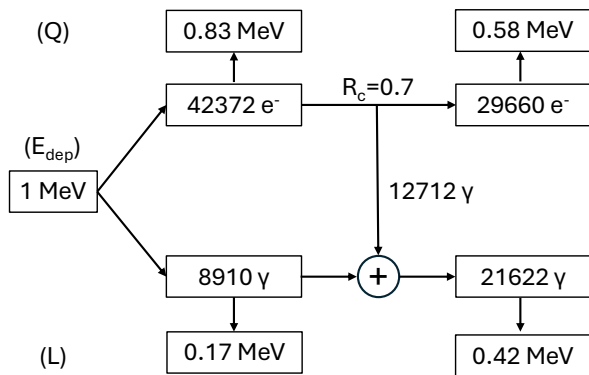 (Q)
0.83 MeV
0.58 MeV
42372 e⁻
R_c=0.7
29660 e⁻
(E_dep)
1 MeV
12712 γ
8910 γ
+
21622 γ
(L)
0.17 MeV
0.42 MeV